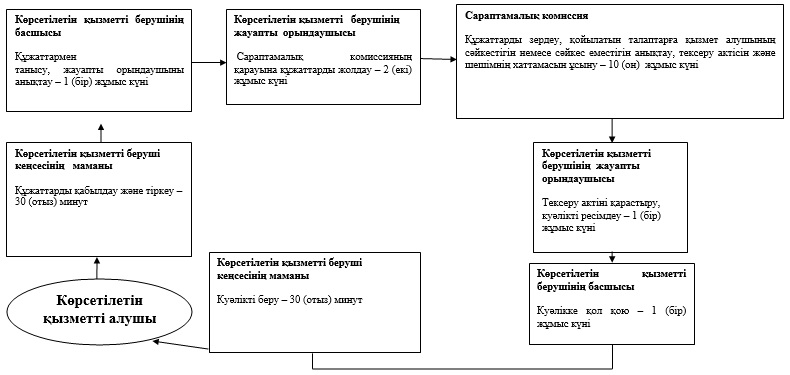 Көрсетілетін қызметті берушінің
басшысы
Құжаттармен
танысу, жауапты орындаушыны
анықтау – 1 (бір) жұмыс күні
Көрсетілетін қызметті берушінің
жауапты орындаушысы
Сараптамалық комиссияның
қарауына құжаттарды жолдау – 2 (екі)
жұмыс күні
Сараптамалық комиссия
Құжаттарды зердеу, қойылатын талаптарға қызмет алушының
сәйкестігін немесе сәйкес еместігін анықтау, тексеру актісін және
шешімнің хаттамасын ұсыну – 10 (он) жұмыс күні
Көрсетілетін қызметті беруші
кеңсесінің маманы
Құжаттарды қабылдау және тіркеу –
30 (отыз) минут
Көрсетілетін қызметті
берушінің жауапты
орындаушысы
Тексеру актіні қарастыру,
куәлікті ресімдеу – 1 (бір)
жұмыс күні
Көрсетілетін қызметті беруші
кеңсесінің маманы
Куәлікті беру – 30 (отыз) минут
Көрсетілетін қызметті
берушінің басшысы
Куәлікке қол қою – 1 (бір)
жұмыс күні
Көрсетілетін
қызметті алушы